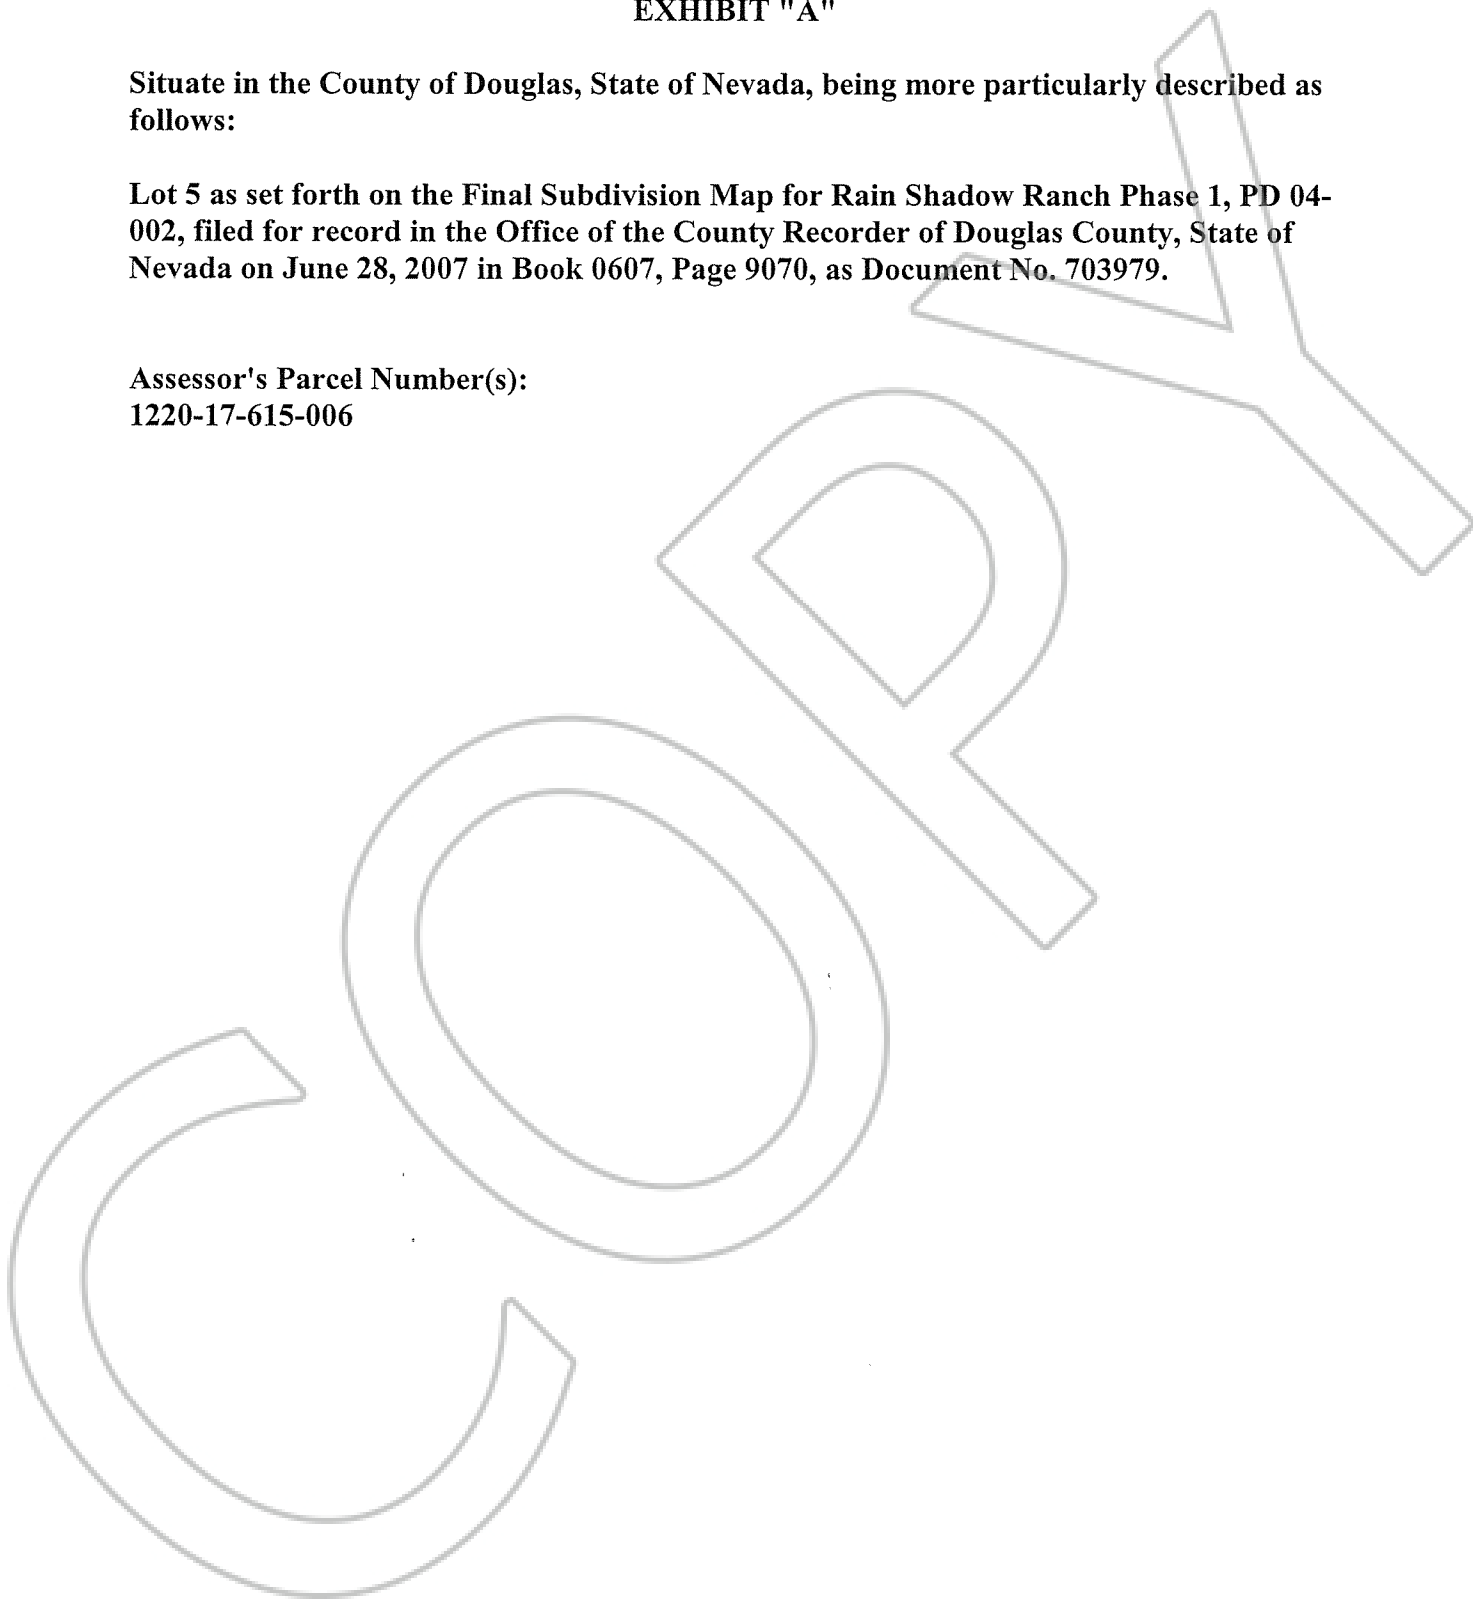 EXHIBIT "A"
Situate in the County of Douglas, State of Nevada, being more particularly described as
follows:
Lot 5 as set forth on the Final Subdivision Map for Rain Shadow Ranch Phase 1, PD 04-
002, filed for record in the Office of the County Recorder of Douglas County, State of
Nevada on June 28, 2007 in Book 0607, Page 9070, as Document No. 703979.
Assessor's Parcel Number(s):
1220-17-615-006
COPY